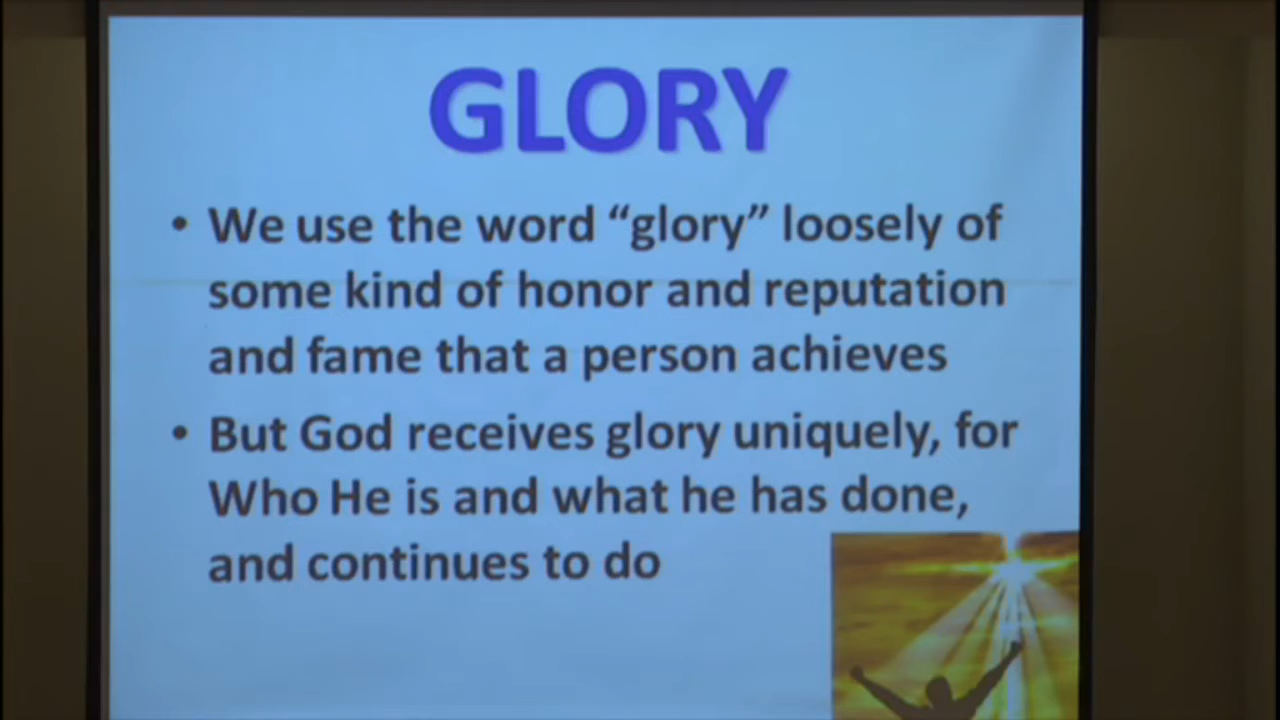 GLORY
• We use the word “glory” loosely of
some kind of honor and reputation
and fame that a person achieves
• But God receives glory uniquely, for
Who He is and what he has done,
and continues to do